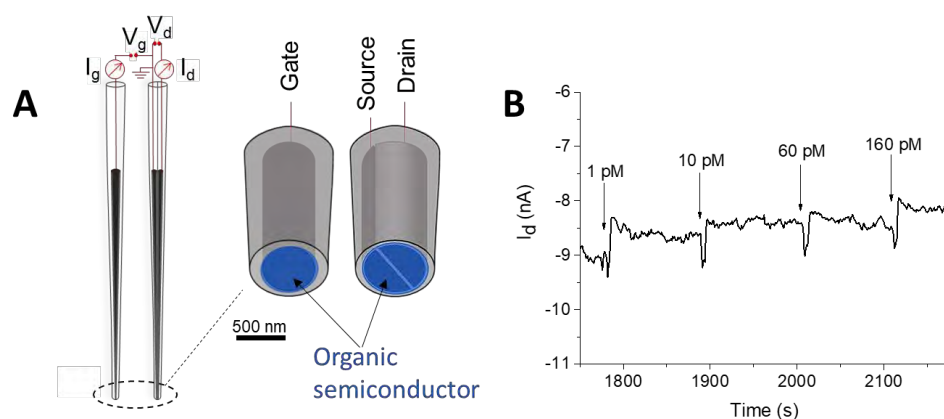 A
V_g
V_d
I_g
I_d
Gate
Source
Drain
500 nm
Organic
semiconductor
B
1 pM
10 pM
60 pM
160 pM
-6
-7
-8
-9
-10
-11
I_d (nA)
1800
1900
2000
2100
Time (s)